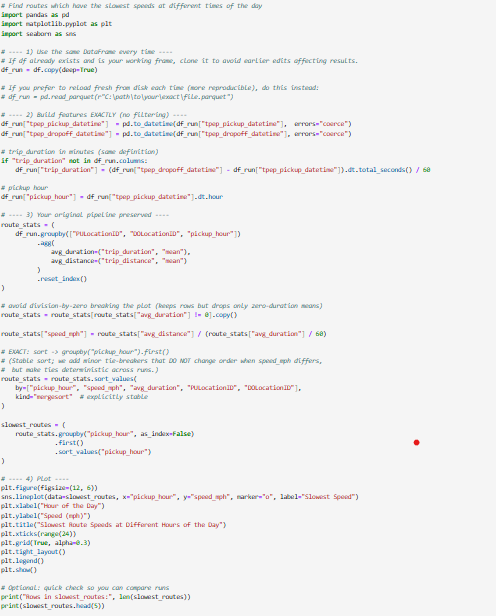 # Find routes which have the slowest speeds at different times of the day
import pandas as pd
import matplotlib.pyplot as plt
import seaborn as sns
# ---- 1) Use the same DataFrame every time ----
# If df already exists and is your working frame, clone it to avoid earlier edits affecting results.
df_run = df.copy(deep=True)
# If you prefer to reload fresh from disk each time (more reproducible), do this instead:
# df_run = pd.read_parquet(r"C:\path\to\your\exact\file.parquet")
# ---- 2) Build features EXACTLY (no filtering) ----
df_run["tpep_pickup_datetime"]  = pd.to_datetime(df_run["tpep_pickup_datetime"],  errors="coerce")
df_run["tpep_dropoff_datetime"] = pd.to_datetime(df_run["tpep_dropoff_datetime"], errors="coerce")
# trip_duration in minutes (same definition)
if "trip_duration" not in df_run.columns:
    df_run["trip_duration"] = (df_run["tpep_dropoff_datetime"] - df_run["tpep_pickup_datetime"]).dt.total_seconds() / 60
# pickup hour
df_run["pickup_hour"] = df_run["tpep_pickup_datetime"].dt.hour
# ---- 3) Your original pipeline preserved ----
route_stats = (
    df_run.groupby(["PULocationID", "DOLocationID", "pickup_hour"])
          .agg(
              avg_duration=("trip_duration", "mean"),
              avg_distance=("trip_distance", "mean")
          )
          .reset_index()
)
# avoid division-by-zero breaking the plot (keeps rows but drops only zero-duration means)
route_stats = route_stats[route_stats["avg_duration"] != 0].copy()
route_stats["speed_mph"] = route_stats["avg_distance"] / (route_stats["avg_duration"] / 60)
# EXACT: sort -> groupby("pickup_hour").first()
# (Stable sort; we add minor tie-breakers that DO NOT change order when speed_mph differs,
#  but make ties deterministic across runs.)
route_stats = route_stats.sort_values(
    by=["pickup_hour", "speed_mph", "avg_duration", "PULocationID", "DOLocationID"],
    kind="mergesort"  # explicitly stable
)
slowest_routes = (
    route_stats.groupby("pickup_hour", as_index=False)
               .first()
               .sort_values("pickup_hour")
)
# ---- 4) Plot ----
plt.figure(figsize=(12, 6))
sns.lineplot(data=slowest_routes, x="pickup_hour", y="speed_mph", marker="o", label="Slowest Speed")
plt.xlabel("Hour of the Day")
plt.ylabel("Speed (mph)")
plt.title("Slowest Route Speeds at Different Hours of the Day")
plt.xticks(range(24))
plt.grid(True, alpha=0.3)
plt.tight_layout()
plt.legend()
plt.show()
# Optional: quick check so you can compare runs
print("Rows in slowest_routes:", len(slowest_routes))
print(slowest_routes.head(5))